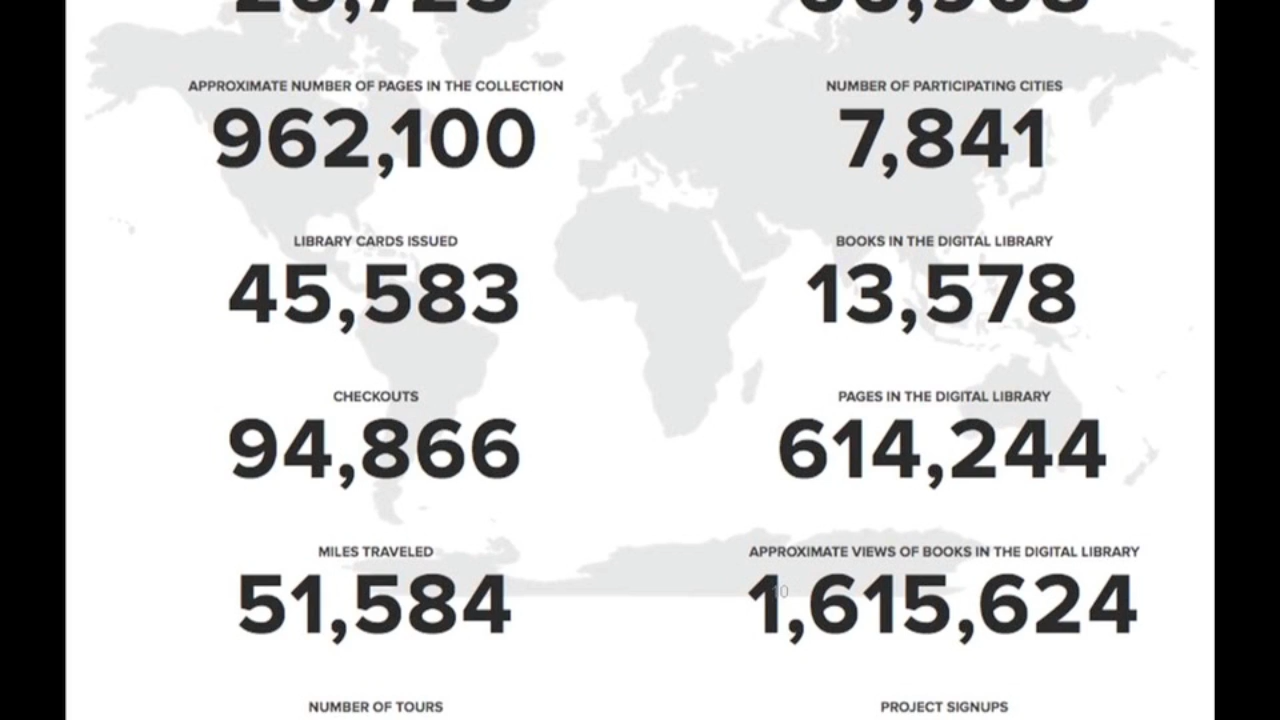 APPROXIMATE NUMBER OF PAGES IN THE COLLECTION
962,100
LIBRARY CARDS ISSUED
45,583
CHECKOUTS
94,866
MILES TRAVELED
51,584
NUMBER OF TOURS
NUMBER OF PARTICIPATING CITIES
7,841
BOOKS IN THE DIGITAL LIBRARY
13,578
PAGES IN THE DIGITAL LIBRARY
614,244
APPROXIMATE VIEWS OF BOOKS IN THE DIGITAL LIBRARY
1,615,624
10
PROJECT SIGNUPS